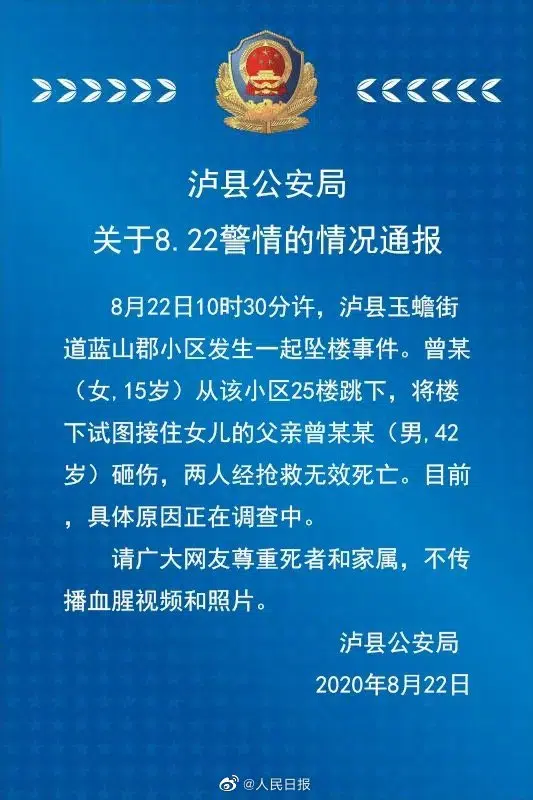 泸县公安局
关于8.22警情的情况通报
8月22日10时30分许，泸县玉蟾街
道蓝山郡小区发生一起坠楼事件。曾某
（女,15岁）从该小区25楼跳下，将楼
下试图接住女儿的父亲曾某某（男,42
岁）砸伤，两人经抢救无效死亡。目前
，具体原因正在调查中。
请广大网友尊重死者和家属，不传
播血腥视频和照片。
泸县公安局
2020年8月22日
@人民日报